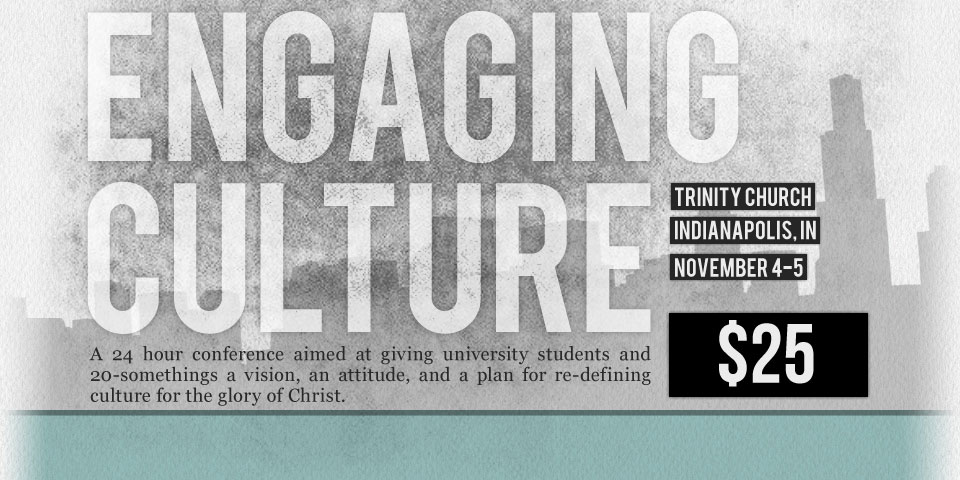 ENGAGING
CULTURE
TRINITY CHURCH
INDIANAPOLIS, IN
NOVEMBER 4-5
$25
A 24 hour conference aimed at giving university students and
20-somethings a vision, an attitude, and a plan for re-defining
culture for the glory of Christ.